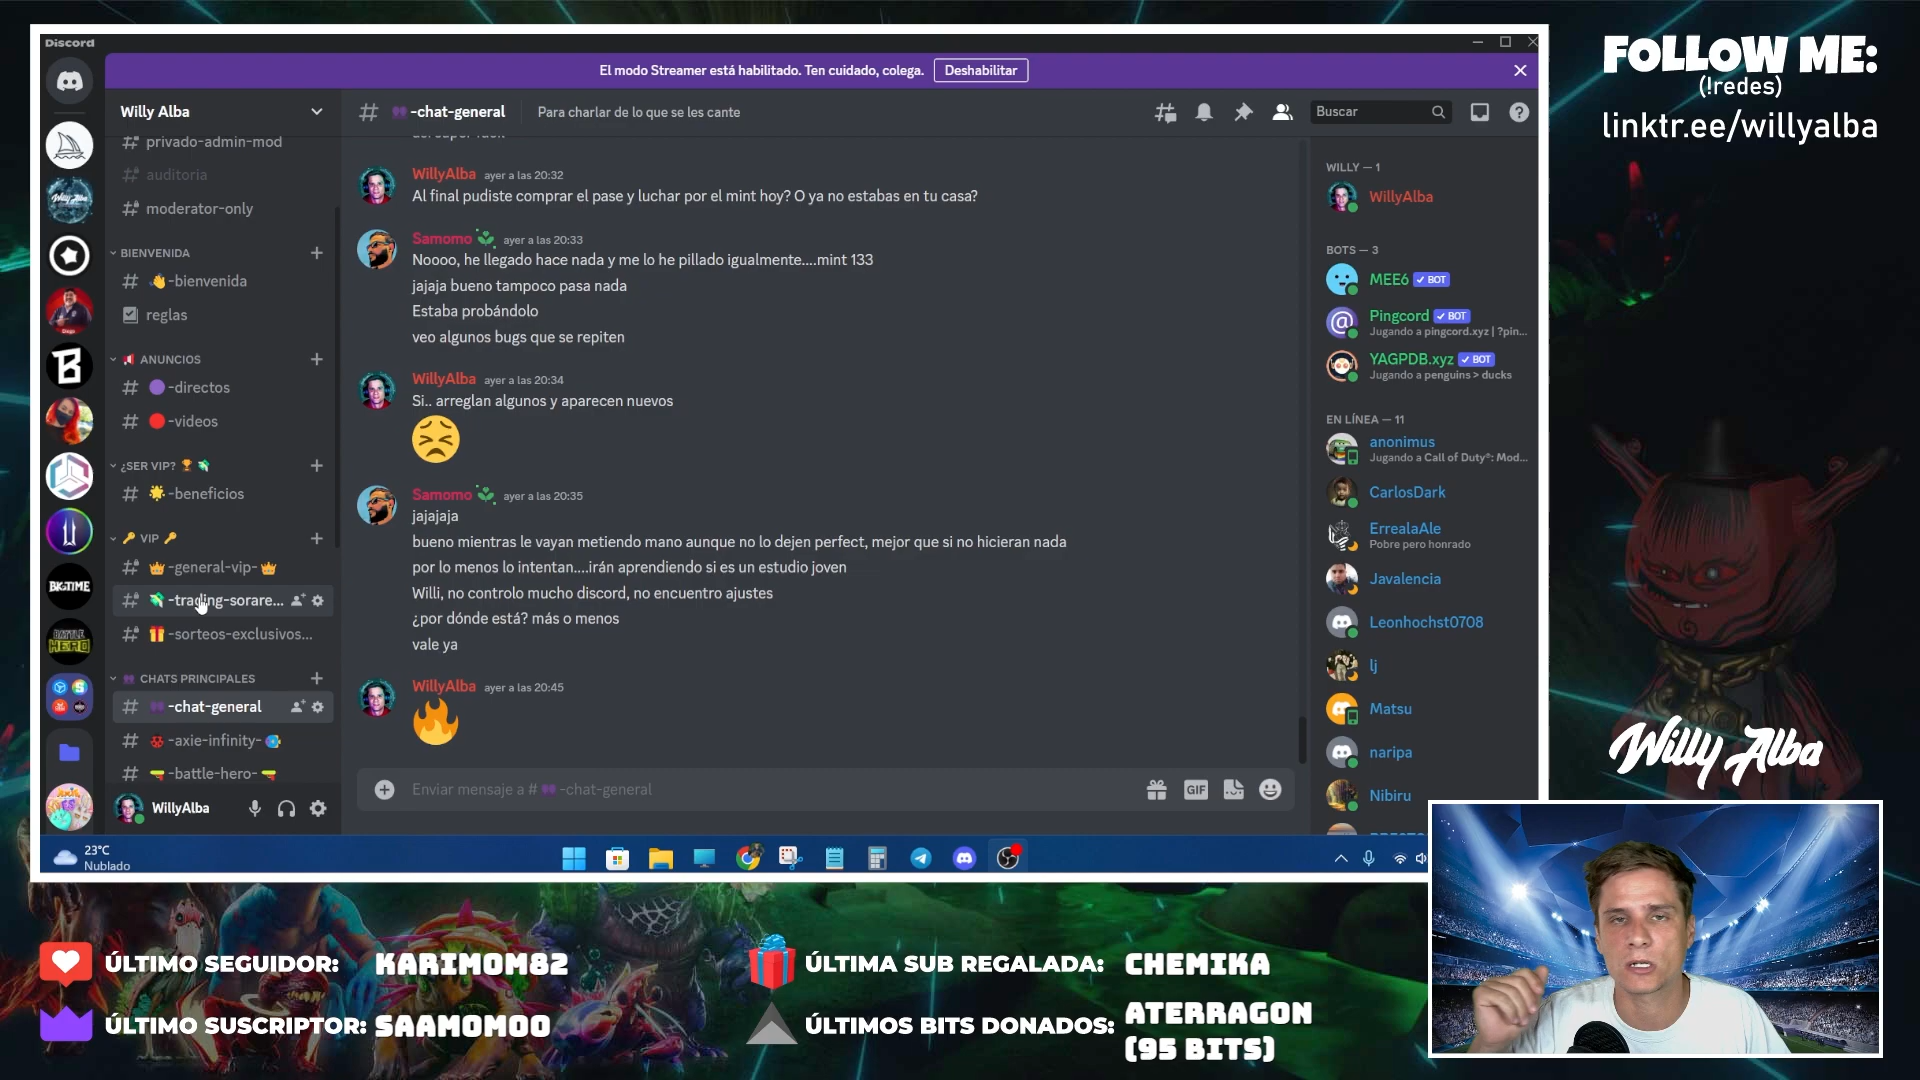 Discord
El modo Streamer está habilitado. Ten cuidado, colega.
Deshabilitar
Willy Alba
-chat-general
Para charlar de lo que se les cante
Buscar
privado-admin-mod
auditoria
moderator-only
BIENVENIDA
-bienvenida
reglas
ANUNCIOS
-directos
-videos
¿SER VIP?
-beneficios
VIP
-general-vip-
-trading-sorare...
-sorteos-exclusivos...
CHATS PRINCIPALES
-chat-general
-axie-infinity-
-battle-hero-
WillyAlba
WillyAlba ayer a las 20:32
Al final pudiste comprar el pase y luchar por el mint hoy? O ya no estabas en tu casa?
Samomo ayer a las 20:33
Noooo, he llegado hace nada y me lo he pillado igualmente....mint 133
jajaja bueno tampoco pasa nada
Estaba probándolo
veo algunos bugs que se repiten
WillyAlba ayer a las 20:34
Si.. arreglan algunos y aparecen nuevos
Samomo ayer a las 20:35
jajajaja
bueno mientras le vayan metiendo mano aunque no lo dejen perfect, mejor que si no hicieran nada
por lo menos lo intentan....irán aprendiendo si es un estudio joven
Willi, no controlo mucho discord, no encuentro ajustes
¿por dónde está? más o menos
vale ya
WillyAlba ayer a las 20:45
Enviar mensaje a # -chat-general
GIF
WILLY — 1
WillyAlba
BOTS — 3
MEE6 BOT
Pingcord BOT
Jugando a pingcord.xyz | ?pin...
YAGPDB.xyz BOT
Jugando a penguins > ducks
EN LÍNEA — 11
anonimus
Jugando a Call of Duty®: Mod...
CarlosDark
ErrealaAle
Pobre pero honrado
Javalencia
Leonhochst0708
lj
Matsu
naripa
Nibiru
BIGTIME
BATTLE
HERO
23°C
Nublado
FOLLOW ME:
(!redes)
linktr.ee/willyalba
Willy Alba
ÚLTIMO SEGUIDOR: KARIMOM82
ÚLTIMO SUSCRIPTOR: SAAMOMOO
ÚLTIMA SUB REGALADA: CHEMIKA
ÚLTIMOS BITS DONADOS: ATERRAGON
(95 BITS)